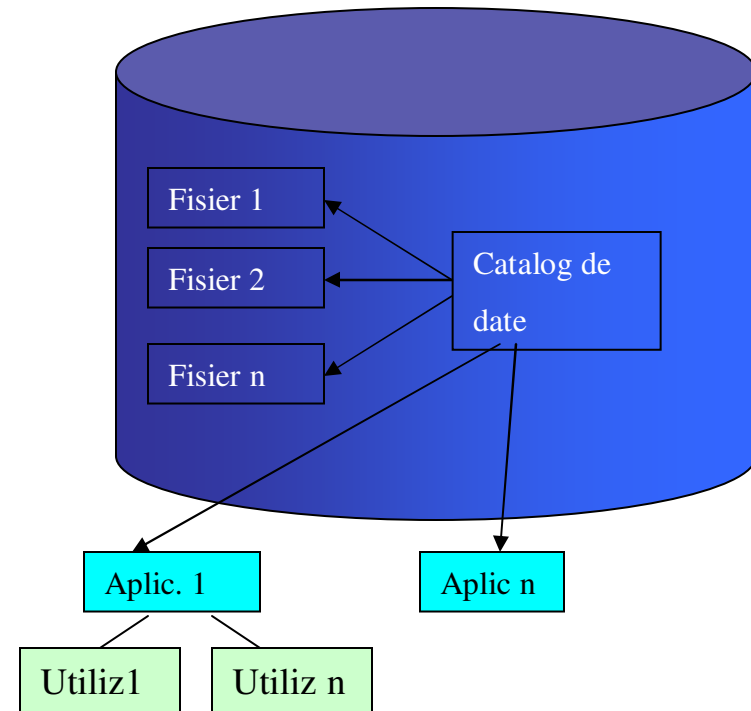 Fisier 1
Fisier 2
Fisier n
Catalog de
date
Aplic. 1
Aplic n
Utiliz1
Utiliz n